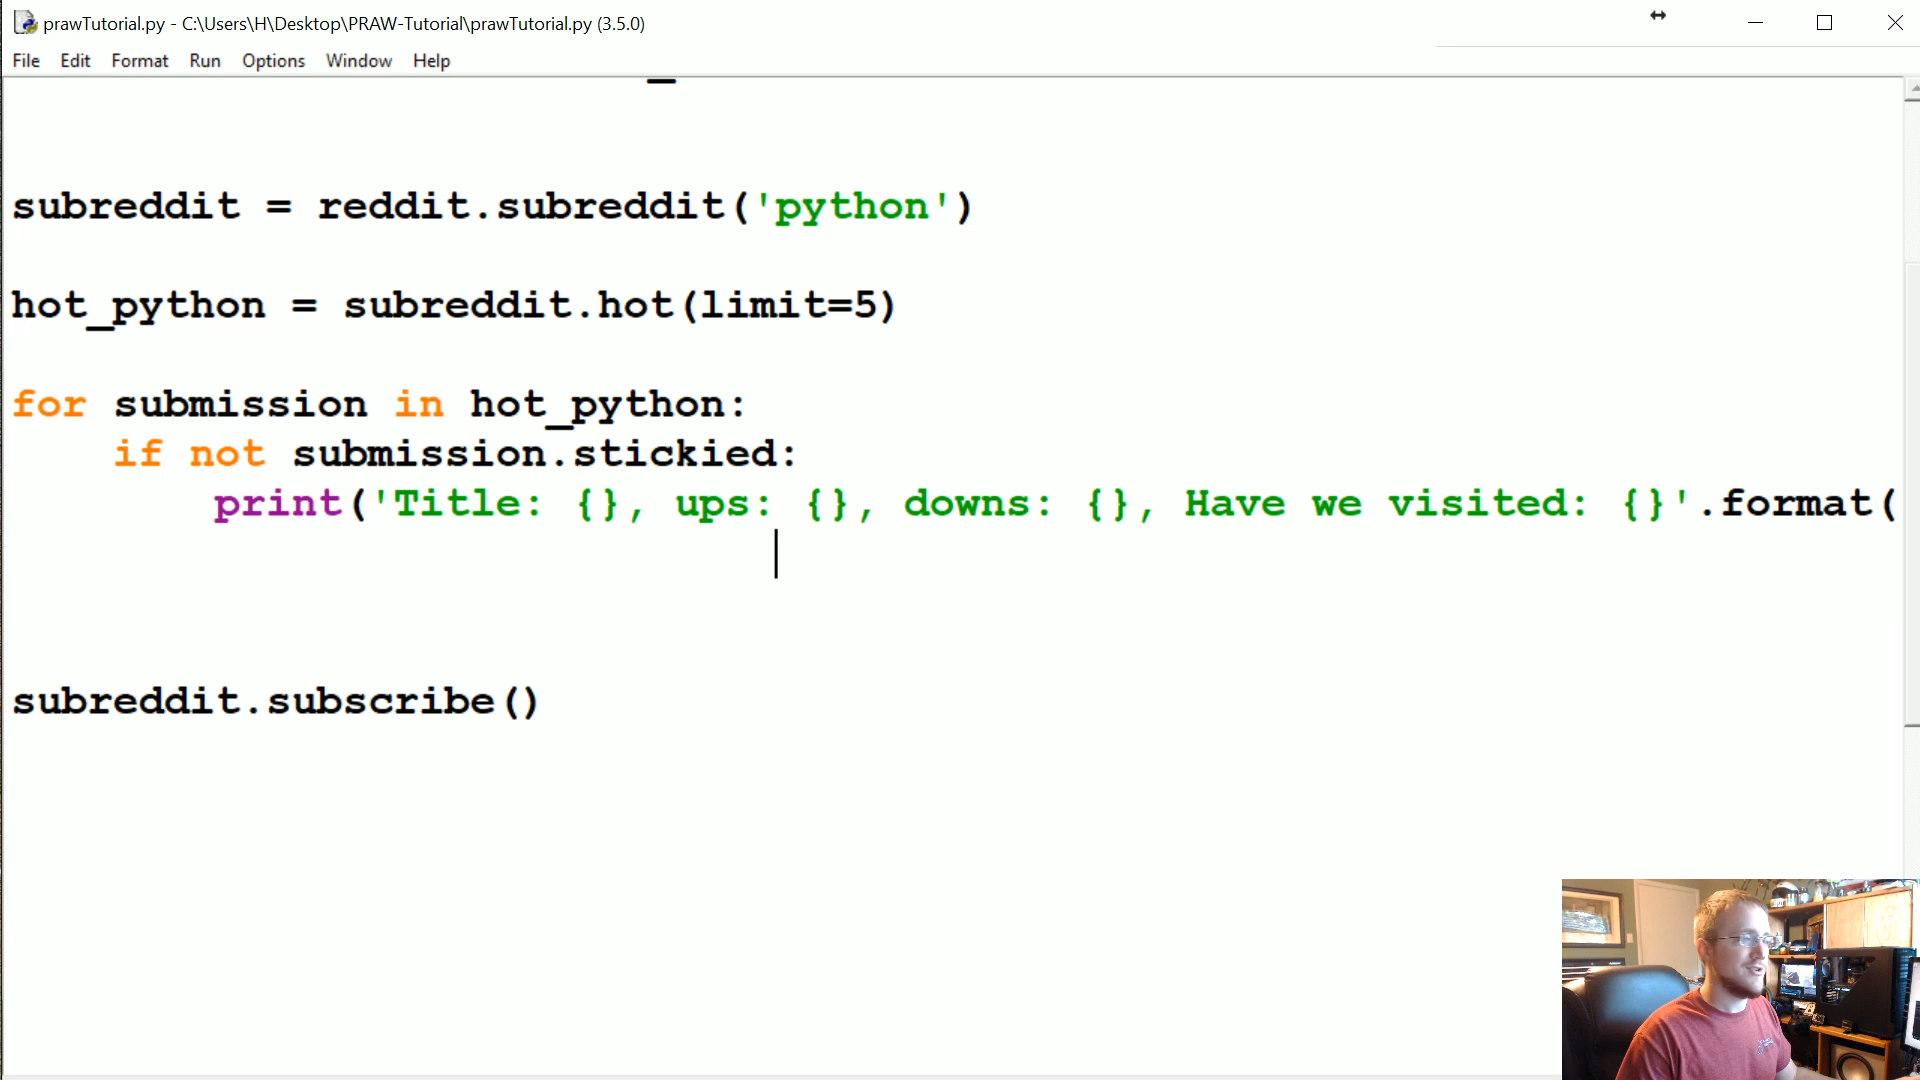 prawTutorial.py - C:\Users\H\Desktop\PRAW-Tutorial\prawTutorial.py (3.5.0)
File Edit Format Run Options Window Help
subreddit = reddit.subreddit('python')
hot_python = subreddit.hot(limit=5)
for submission in hot_python:
if not submission.stickied:
print('Title: {}, ups: {}, downs: {}, Have we visited: {}'.format(
subreddit.subscribe()